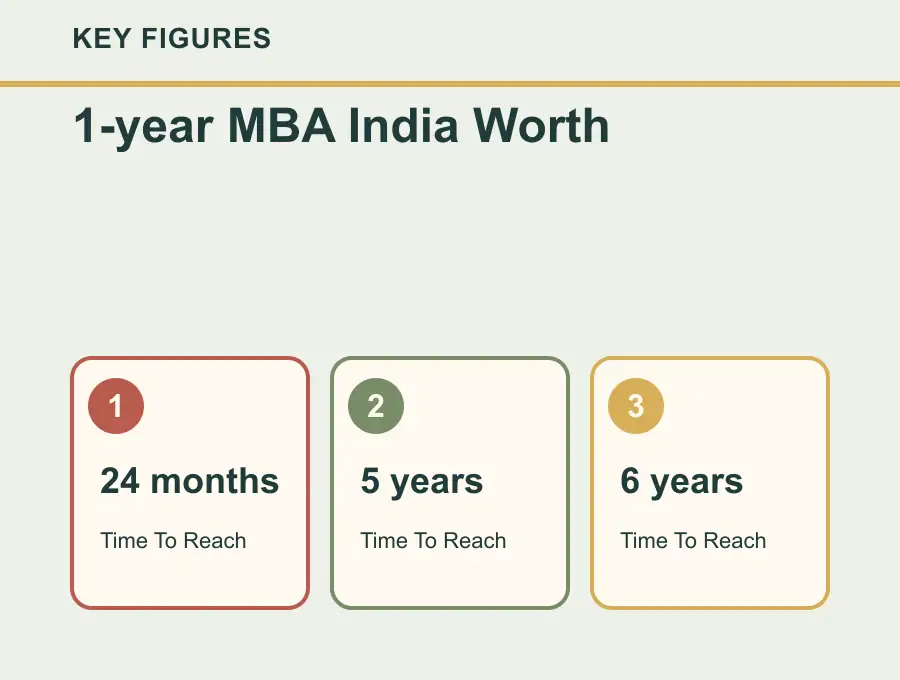 KEY FIGURES
1-year MBA India Worth
1
24 months
Time To Reach
2
5 years
Time To Reach
3
6 years
Time To Reach